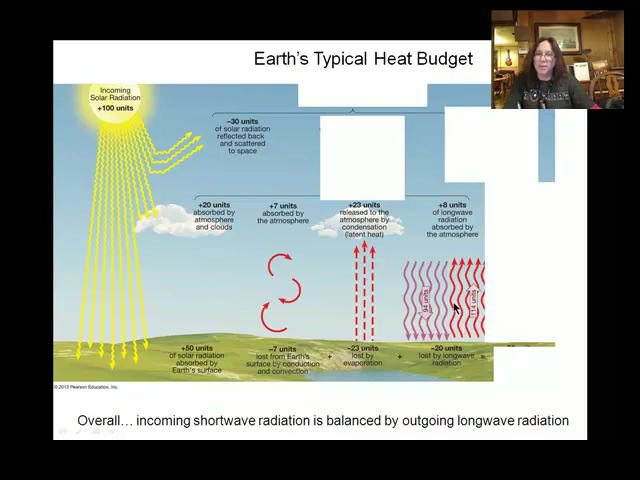 Earth's Typical Heat Budget
Incoming
Solar Radiation
+100 units
–30 units
of solar radiation
reflected back
and scattered
to space
+20 units
absorbed by
atmosphere
and clouds
+7 units
absorbed by
the atmosphere
+23 units
released to the
atmosphere by
condensation
(latent heat)
+8 units
of longwave
radiation
absorbed by
the atmosphere
94 units
114 units
+50 units
of solar radiation
absorbed by
Earth's surface
–7 units
lost from Earth's
surface by conduction
and convection
+
–23 units
lost by
evaporation
+
–20 units
lost by longwave
radiation
=
© 2013 Pearson Education, Inc.
Overall… incoming shortwave radiation is balanced by outgoing longwave radiation